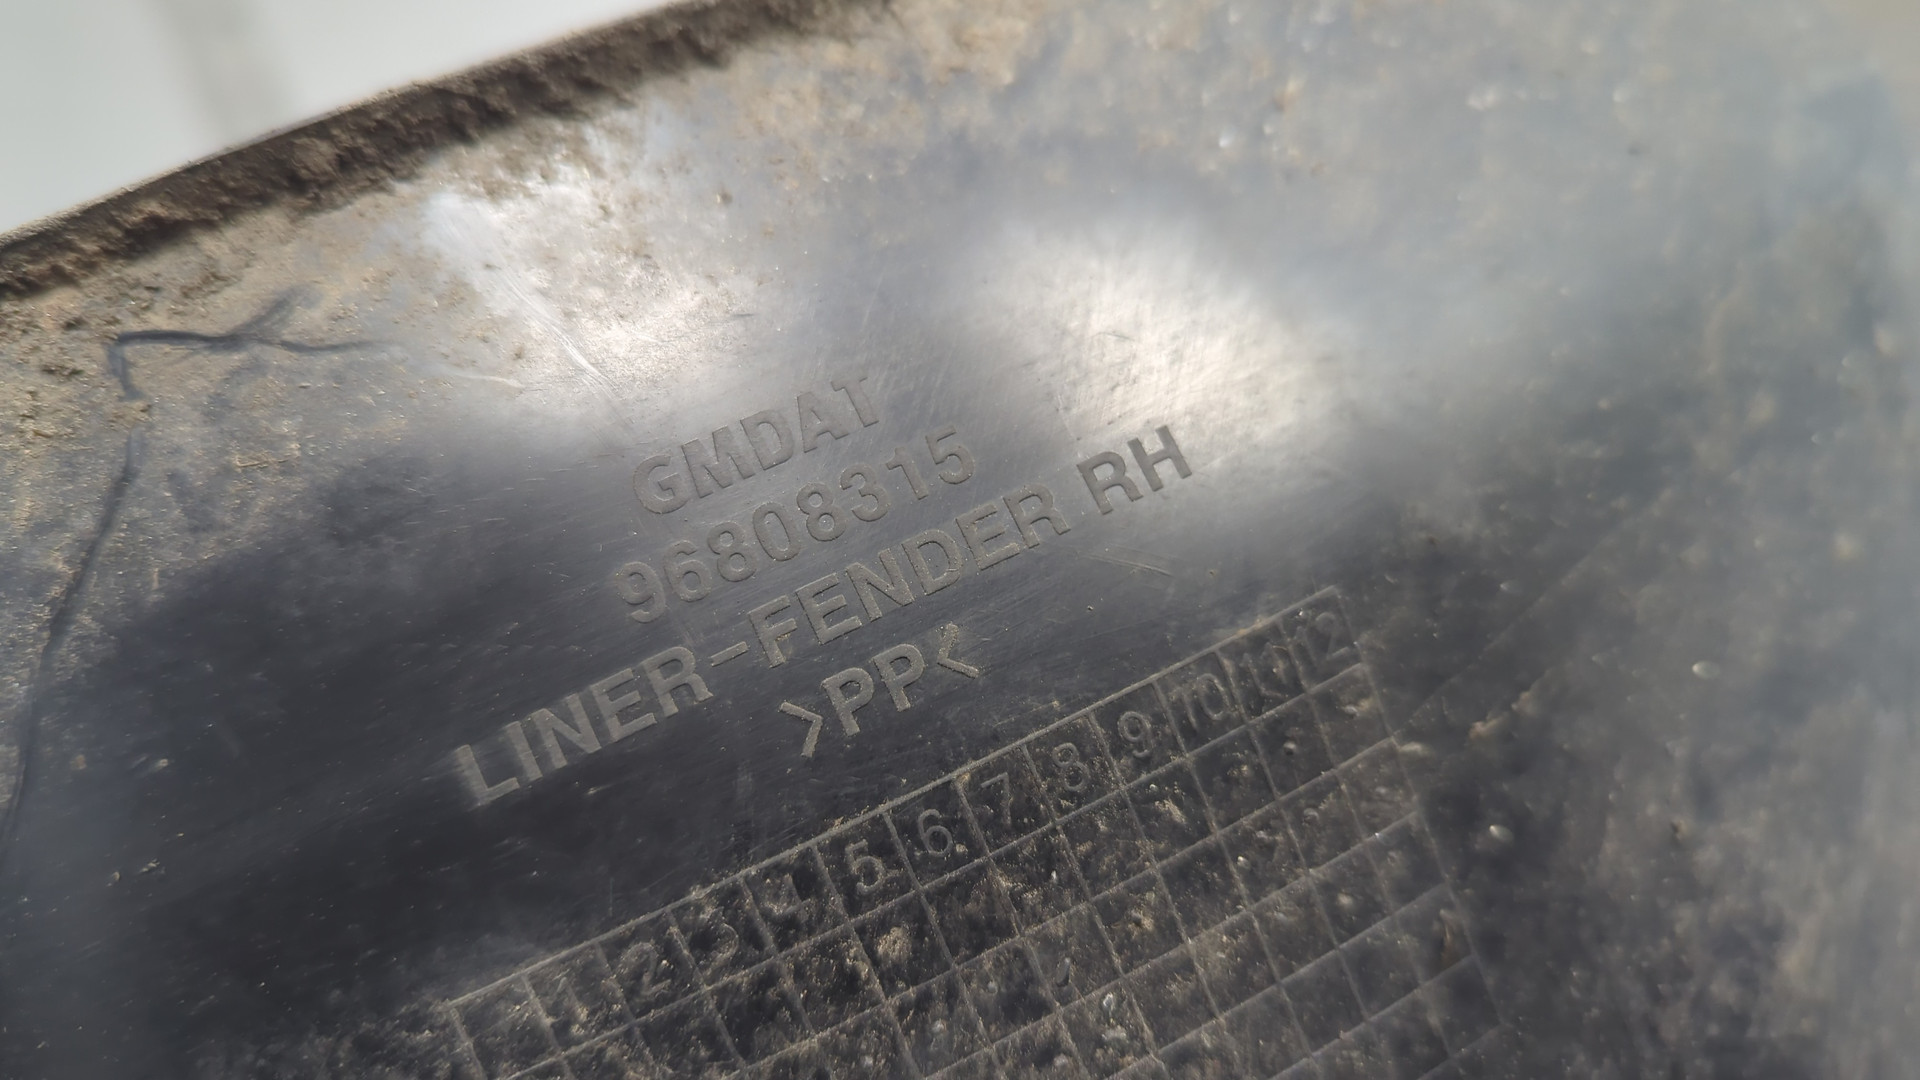 GMDAT
96808315
LINER-FENDER RH
>PP<
1 2 3 4 5 6 7 8 9 10 11 12